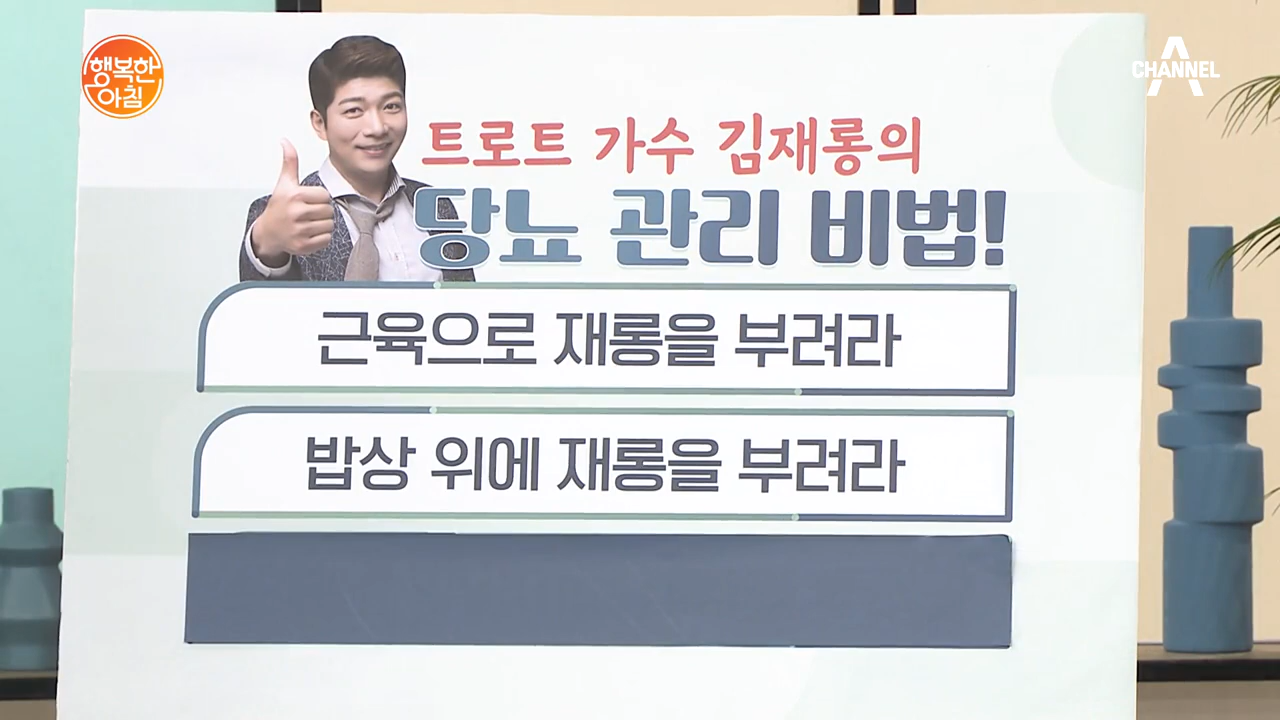 행복한
아침
CHANNEL A
트로트 가수 김재롱의
당뇨 관리 비법!
근육으로 재롱을 부려라
밥상 위에 재롱을 부려라